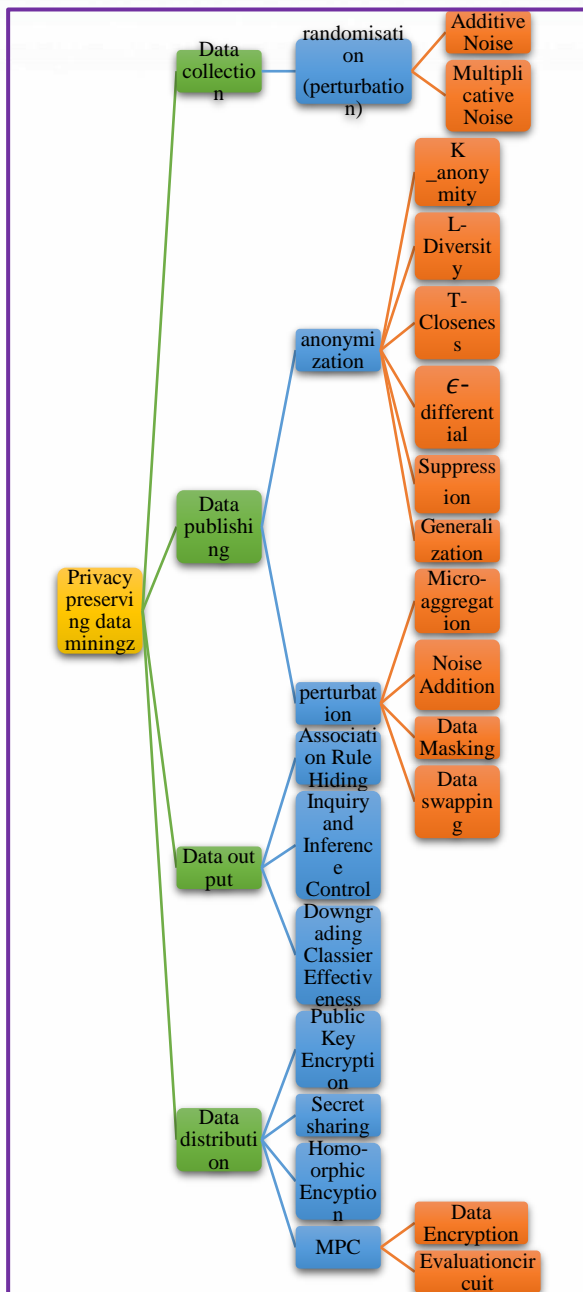 Privacy
preservi
ng data
miningz
Data
collectio
n
randomisati
on
(perturbation)
Additive
Noise
Multipli
cative
Noise
Data
publishi
ng
anonymi
zation
K
_anony
mity
L-
Diversit
y
T-
Closenes
s
ϵ-
different
ial
Suppress
ion
Generali
zation
perturbat
ion
Micro-
aggregat
ion
Noise
Addition
Data
Masking
Data
swappin
g
Data out
put
Associati
on Rule
Hiding
Inquiry
and
Inferenc
e
Control
Downgr
ading
Classier
Effectiv
eness
Data
distributi
on
Public
Key
Encrypti
on
Secret
sharing
Homo-
orphic
Encyptio
n
MPC
Data
Encryption
Evaluationcir
cuit